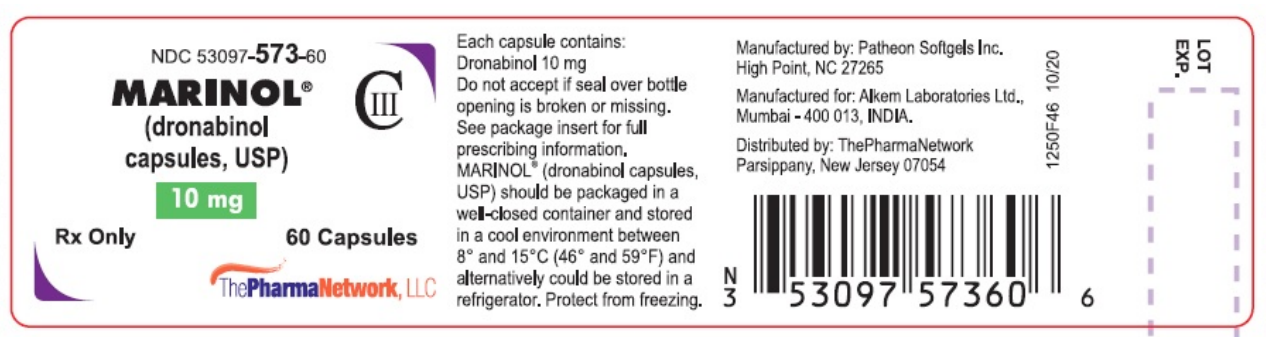 NDC 53097-573-60
MARINOL®
CIII
(dronabinol
capsules, USP)
10 mg
Rx Only
60 Capsules
ThePharmaNetwork, LLC
Each capsule contains:
Dronabinol 10 mg
Do not accept if seal over bottle
opening is broken or missing.
See package insert for full
prescribing information.
MARINOL® (dronabinol capsules,
USP) should be packaged in a
well-closed container and stored
in a cool environment between
8° and 15°C (46° and 59°F) and
alternatively could be stored in a
refrigerator. Protect from freezing.
Manufactured by: Patheon Softgels Inc.
High Point, NC 27265
Manufactured for: Alkem Laboratories Ltd.,
Mumbai - 400 013, INDIA.
Distributed by: ThePharmaNetwork
Parsippany, New Jersey 07054
N
3 53097 57360 6
1250F46 10/20
LOT
EXP.